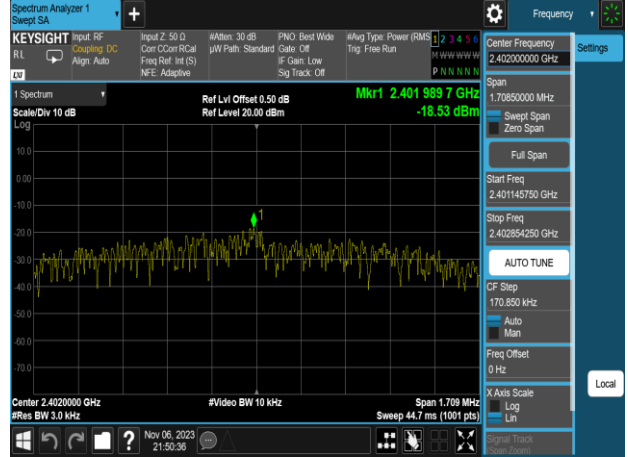 Spectrum Analyzer 1
Swept SA
Frequency
KEYSIGHT
RL
LXI
Input: RF
Coupling: DC
Align: Auto
Input Z: 50 Ω
Corr CCorr RCal
Freq Ref: Int (S)
NFE: Adaptive
#Atten: 30 dB
µW Path: Standard
PNO: Best Wide
Gate: Off
IF Gain: Low
Sig Track: Off
#Avg Type: Power (RMS
Trig: Free Run
1 2 3 4 5 6
M W W W W W
P N N N N N
1 Spectrum
Scale/Div 10 dB
Log
Ref Lvl Offset 0.50 dB
Ref Level 20.00 dBm
Mkr1 2.401 989 7 GHz
-18.53 dBm
10.0
0.00
-10.0
-20.0
-30.0
-40.0
-50.0
-60.0
-70.0
1
Center 2.4020000 GHz
#Res BW 3.0 kHz
#Video BW 10 kHz
Span 1.709 MHz
Sweep 44.7 ms (1001 pts)
Nov 06, 2023
21:50:36
Center Frequency
2.402000000 GHz
Settings
Span
1.70850000 MHz
Swept Span
Zero Span
Full Span
Start Freq
2.401145750 GHz
Stop Freq
2.402854250 GHz
AUTO TUNE
CF Step
170.850 kHz
Auto
Man
Freq Offset
0 Hz
X Axis Scale
Log
Lin
Local
Signal Track
(Span Zoom)